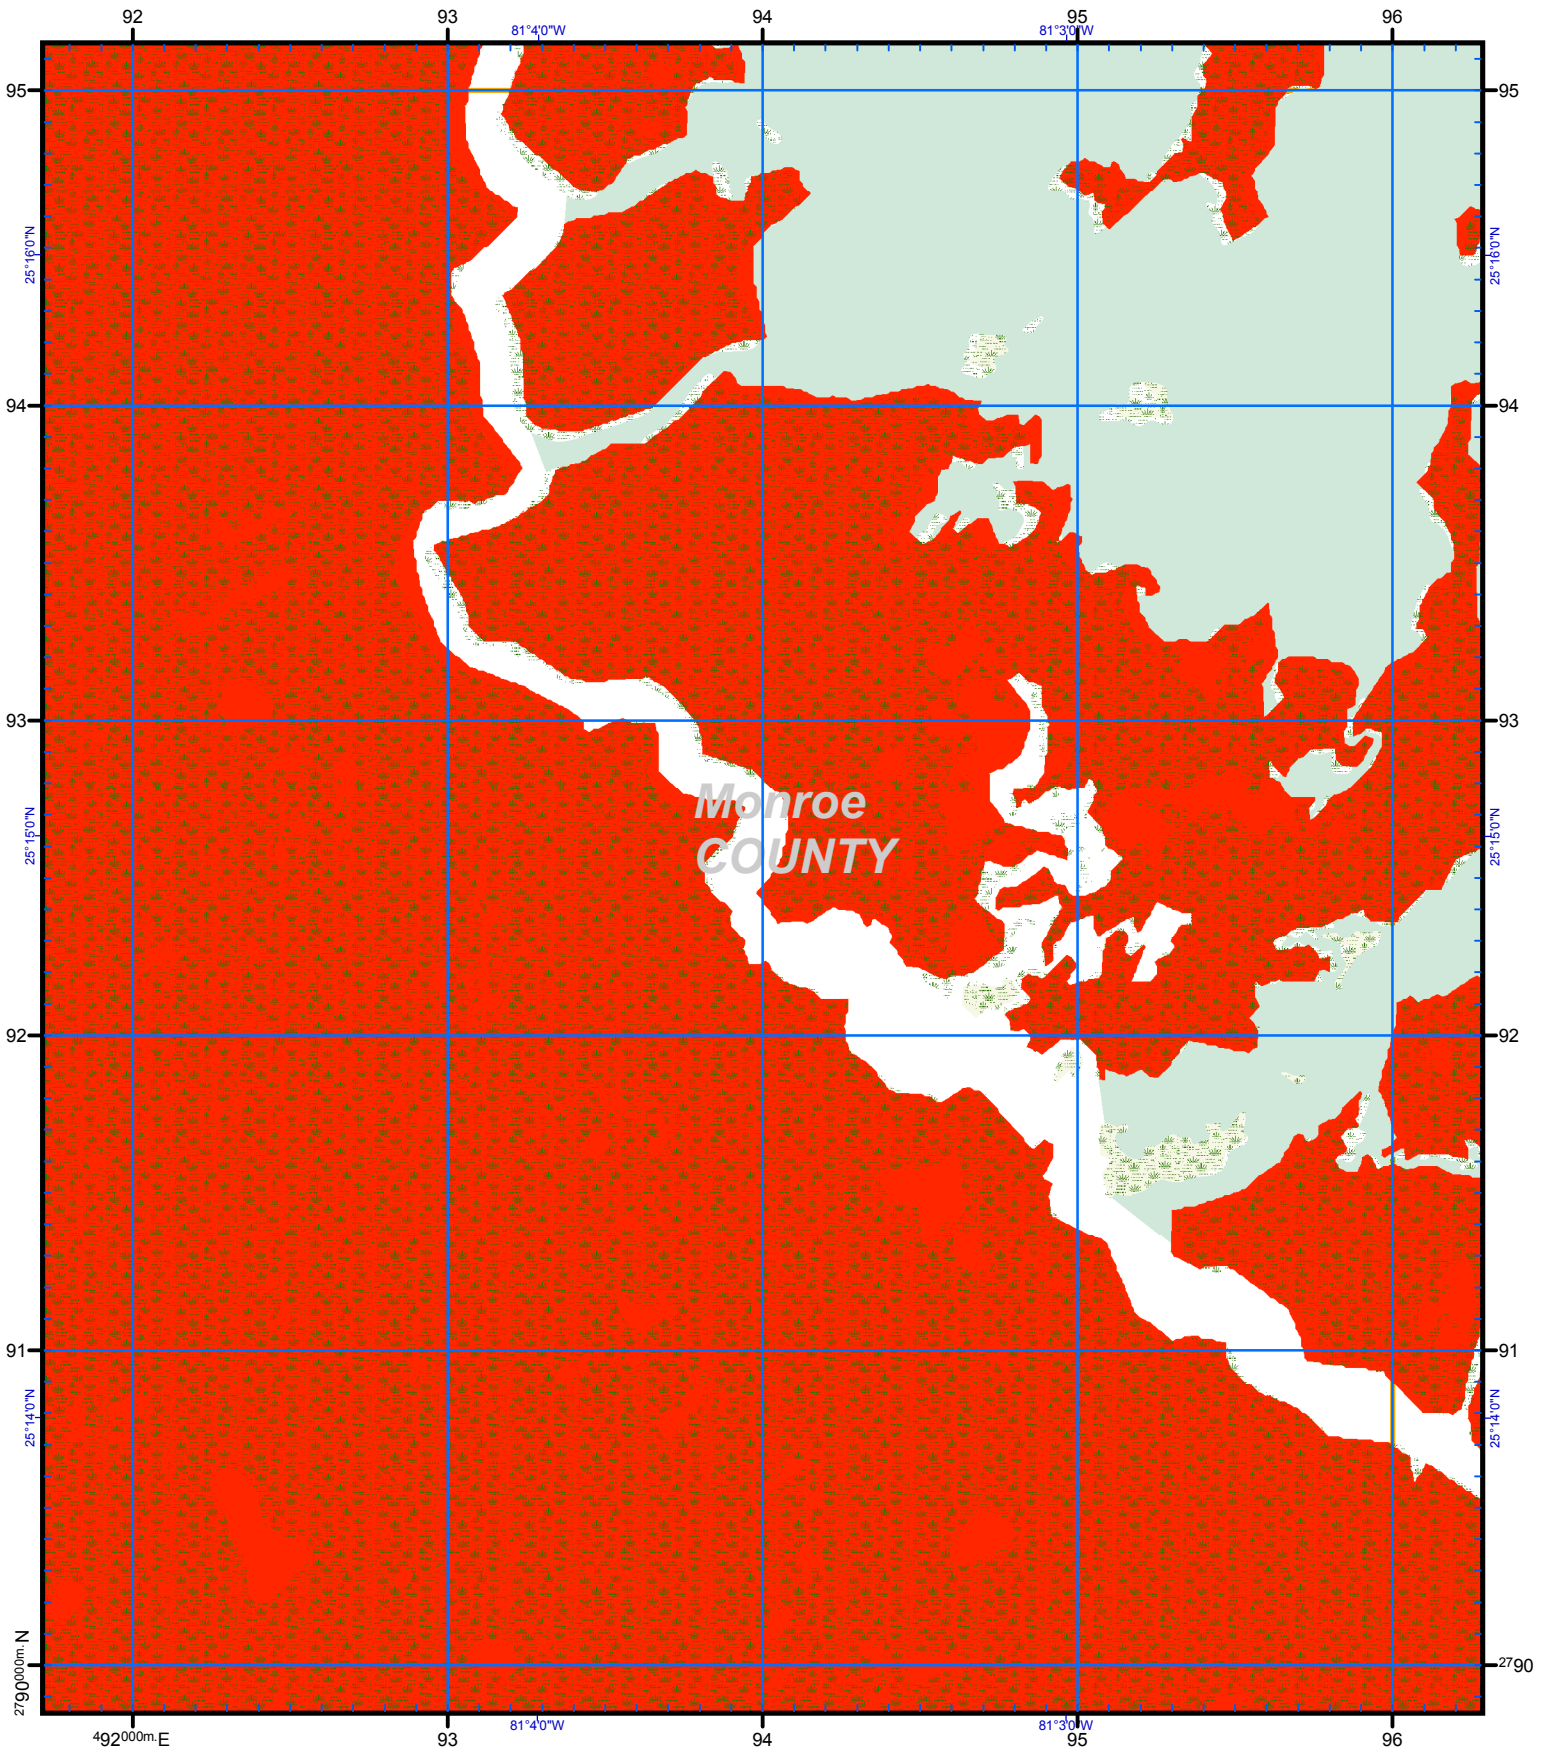 92 93 94 95 96
81°4'0"W 81°3'0"W
95 95
25°16'0"N 25°16'0"N
94 94
93 93
Monroe
COUNTY
25°15'0"N 25°15'0"N
92 92
91 91
25°14'0"N 25°14'0"N
2790000m. N 2790
81°4'0"W 81°3'0"W
492000m. E 93 94 95 96